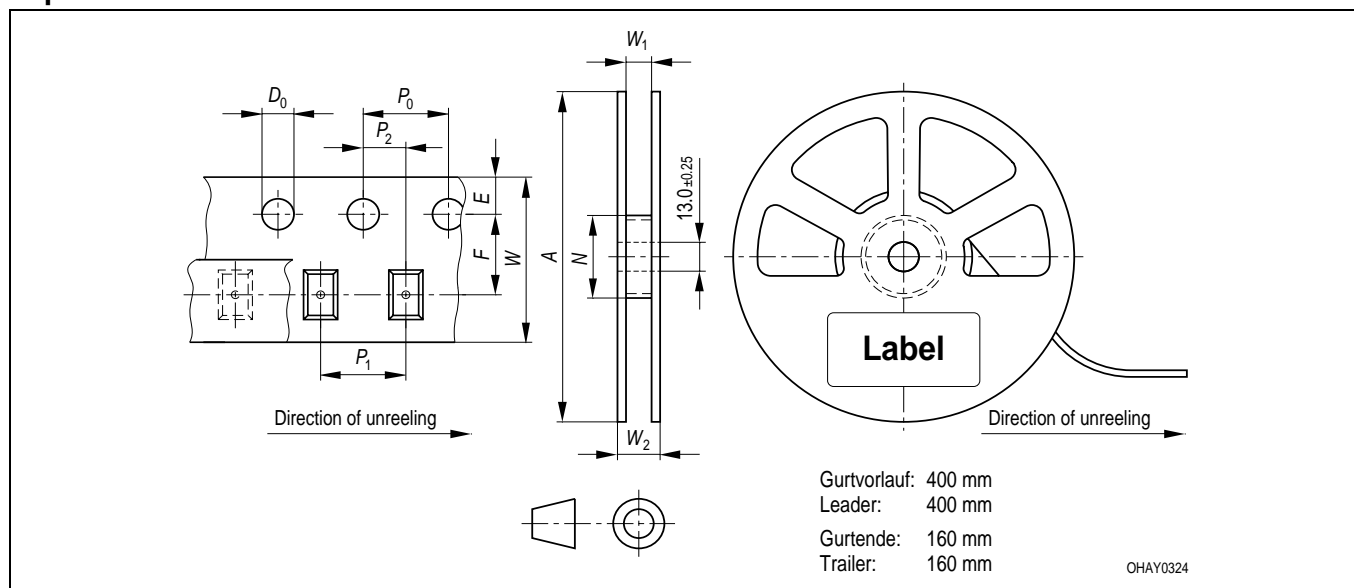 W1
D0
P0
P2
E
F
W
A
N
13.0 ±0.25
Label
P1
W2
Direction of unreeling
Direction of unreeling
Gurtvorlauf: 400 mm
Leader: 400 mm
Gurtende: 160 mm
Trailer: 160 mm
OHAY0324